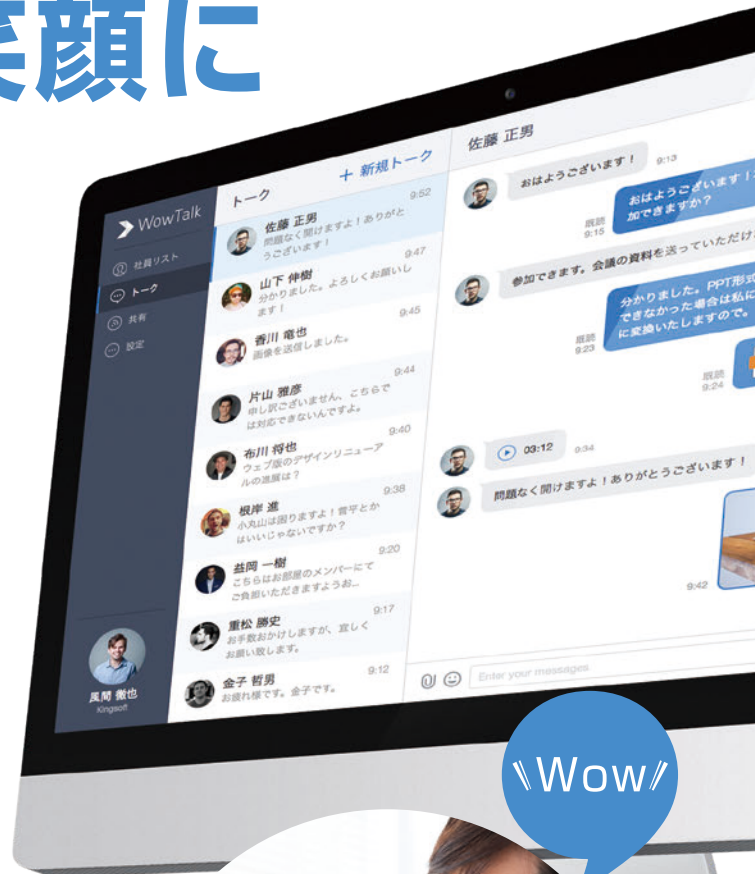 笑顔に
WowTalk
社員リスト
トーク
共有
設定
風間 徹也
Kingsoft
トーク
+ 新規トーク
佐藤 正男
9:52
問題なく開けますよ！ありがと
うございます！
山下 伸樹
9:47
分かりました。よろしくお願いし
ます！
香川 竜也
9:45
画像を送信しました。
片山 雅彦
9:44
申し訳ございません、こちらで
は対応できないんですよ。
布川 将也
9:40
ウェブ版のデザインリニューア
ルの進展は？
根岸 進
9:38
小丸山は困りますよ！菅平とか
はいいじゃないですか？
益岡 一樹
9:20
こちらはお部屋のメンバーにて
ご負担いただきますようお...
重松 勝史
9:17
お手数おかけしますが、宜しく
お願い致します。
金子 哲男
9:12
お疲れ様です。金子です。
佐藤 正男
おはようございます！
9:13
おはようございます！
加できますか？
既読
9:15
参加できます。会議の資料を送っていただけ
分かりました。PPT形式
できなかった場合は私に
に変換いたしますので。
既読
9:23
既読
9:24
03:12
9:34
問題なく開けますよ！ありがとうございます！
9:42
Enter your messages
\\Wow//